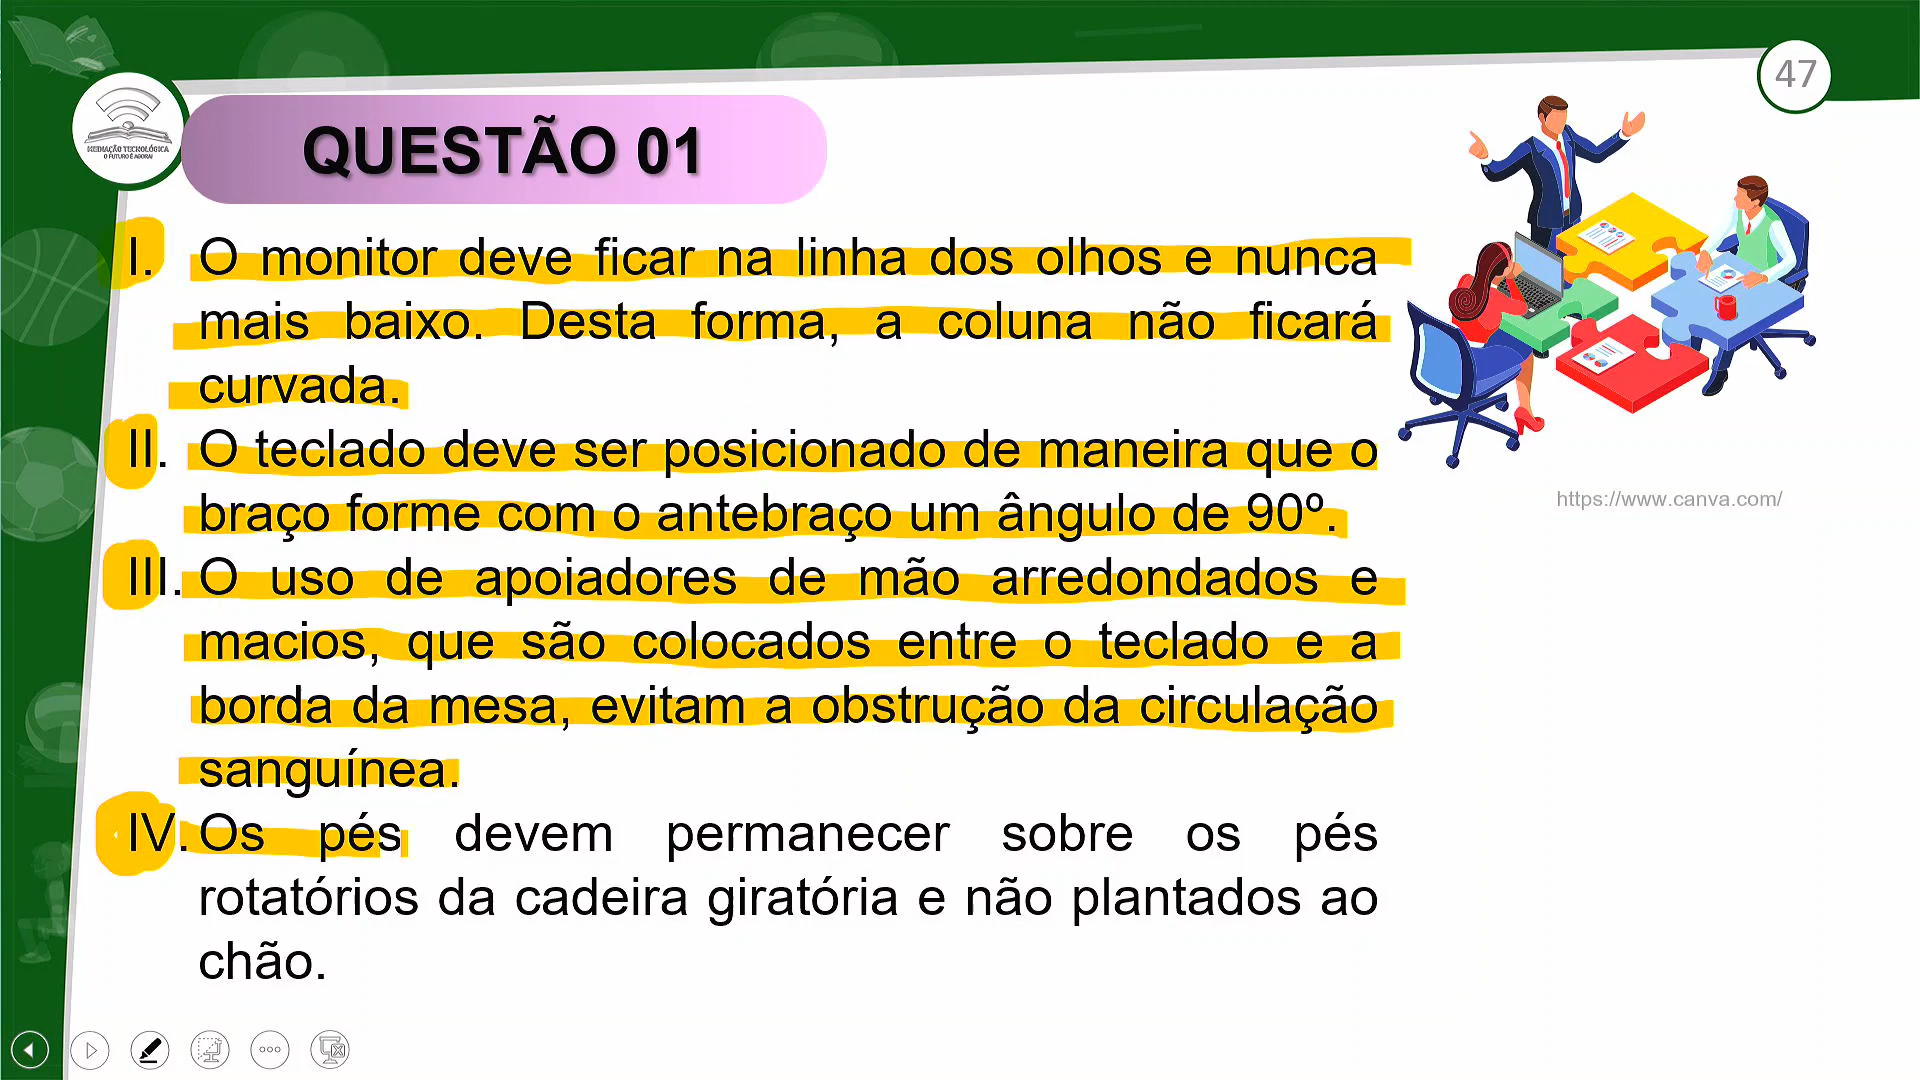 47
MEDIAÇÃO TECNOLÓGICA
O FUTURO É AGORA!
QUESTÃO 01
I. O monitor deve ficar na linha dos olhos e nunca
mais baixo. Desta forma, a coluna não ficará
curvada.
II. O teclado deve ser posicionado de maneira que o
braço forme com o antebraço um ângulo de 90º.
III. O uso de apoiadores de mão arredondados e
macios, que são colocados entre o teclado e a
borda da mesa, evitam a obstrução da circulação
sanguínea.
IV. Os pés devem permanecer sobre os pés
rotatórios da cadeira giratória e não plantados ao
chão.
https://www.canva.com/